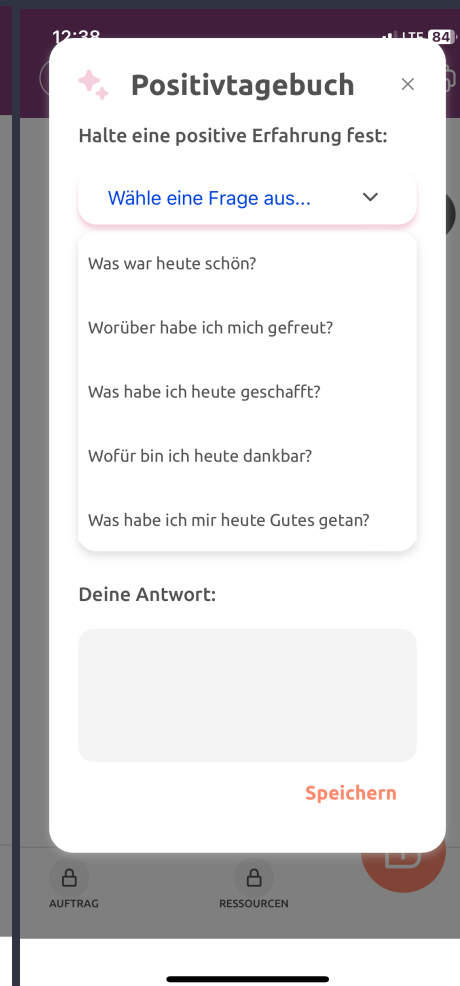 12:38
LTE 84
Positivtagebuch
Halte eine positive Erfahrung fest:
Wähle eine Frage aus...
Was war heute schön?
Worüber habe ich mich gefreut?
Was habe ich heute geschafft?
Wofür bin ich heute dankbar?
Was habe ich mir heute Gutes getan?
Deine Antwort:
Speichern
AUFTRAG
RESSOURCEN